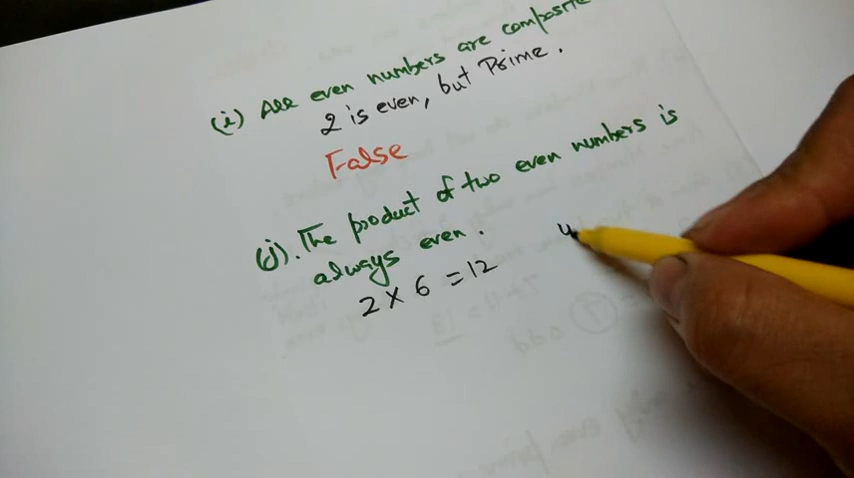 (i) All even numbers are composite
2 is even, but Prime.
False
(j). The product of two even numbers is
always even.
2 × 6 = 12
4